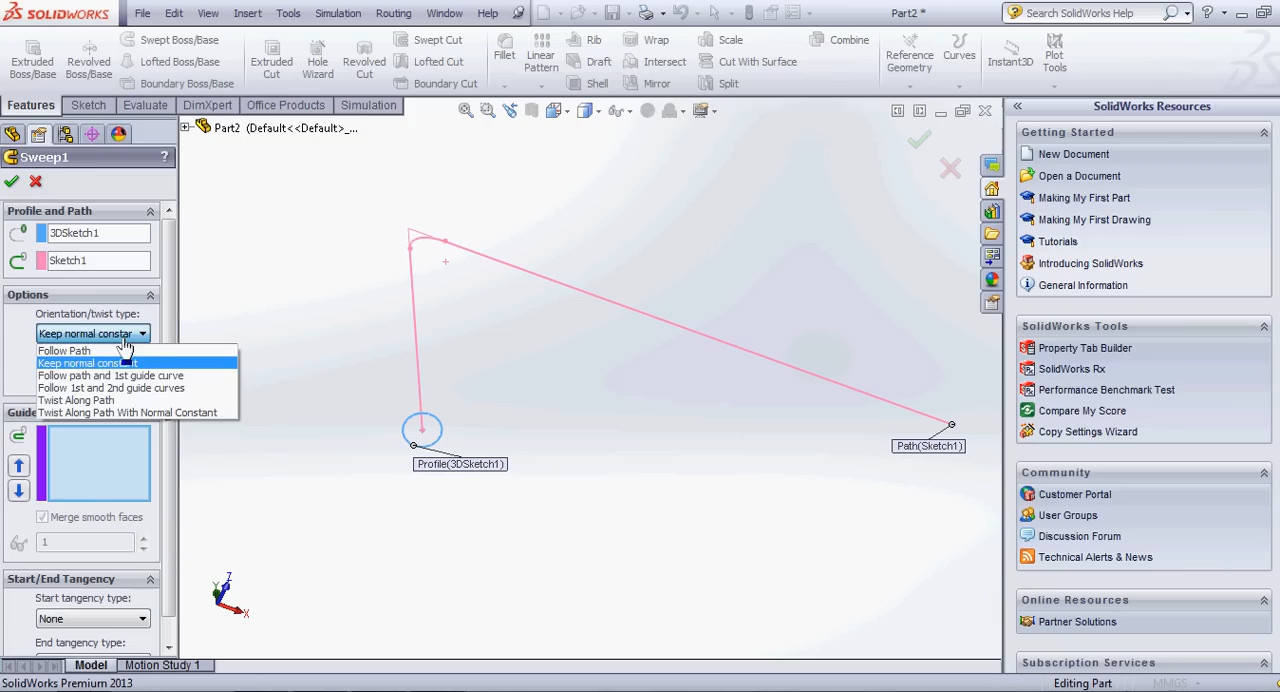 SOLIDWORKS File Edit View Insert Tools Simulation Routing Window Help Part2 * Search SolidWorks Help
Extruded Boss/Base
Revolved Boss/Base
Swept Boss/Base
Lofted Boss/Base
Boundary Boss/Base
Extruded Cut
Hole Wizard
Revolved Cut
Swept Cut
Lofted Cut
Boundary Cut
Fillet
Linear Pattern
Rib
Draft
Shell
Wrap
Intersect
Mirror
Scale
Cut With Surface
Split
Combine
Reference Geometry
Curves
Instant3D
Plot Tools
Features Sketch Evaluate DimXpert Office Products Simulation
Part2 (Default<<Default>_...
Sweep1 ?
Profile and Path
3DSketch1
Sketch1
Options
Orientation/twist type:
Keep normal constar
Follow Path
Keep normal constant
Follow path and 1st guide curve
Follow 1st and 2nd guide curves
Twist Along Path
Twist Along Path With Normal Constant
Guide
Merge smooth faces
1
Start/End Tangency
Start tangency type:
None
End tangency type:
Profile(3DSketch1)
Path(Sketch1)
Y Z
X
SolidWorks Resources
Getting Started
New Document
Open a Document
Making My First Part
Making My First Drawing
Tutorials
Introducing SolidWorks
General Information
SolidWorks Tools
Property Tab Builder
SolidWorks Rx
Performance Benchmark Test
Compare My Score
Copy Settings Wizard
Community
Customer Portal
User Groups
Discussion Forum
Technical Alerts & News
Online Resources
Partner Solutions
Subscription Services
Model Motion Study 1
SolidWorks Premium 2013 Editing Part MMGS